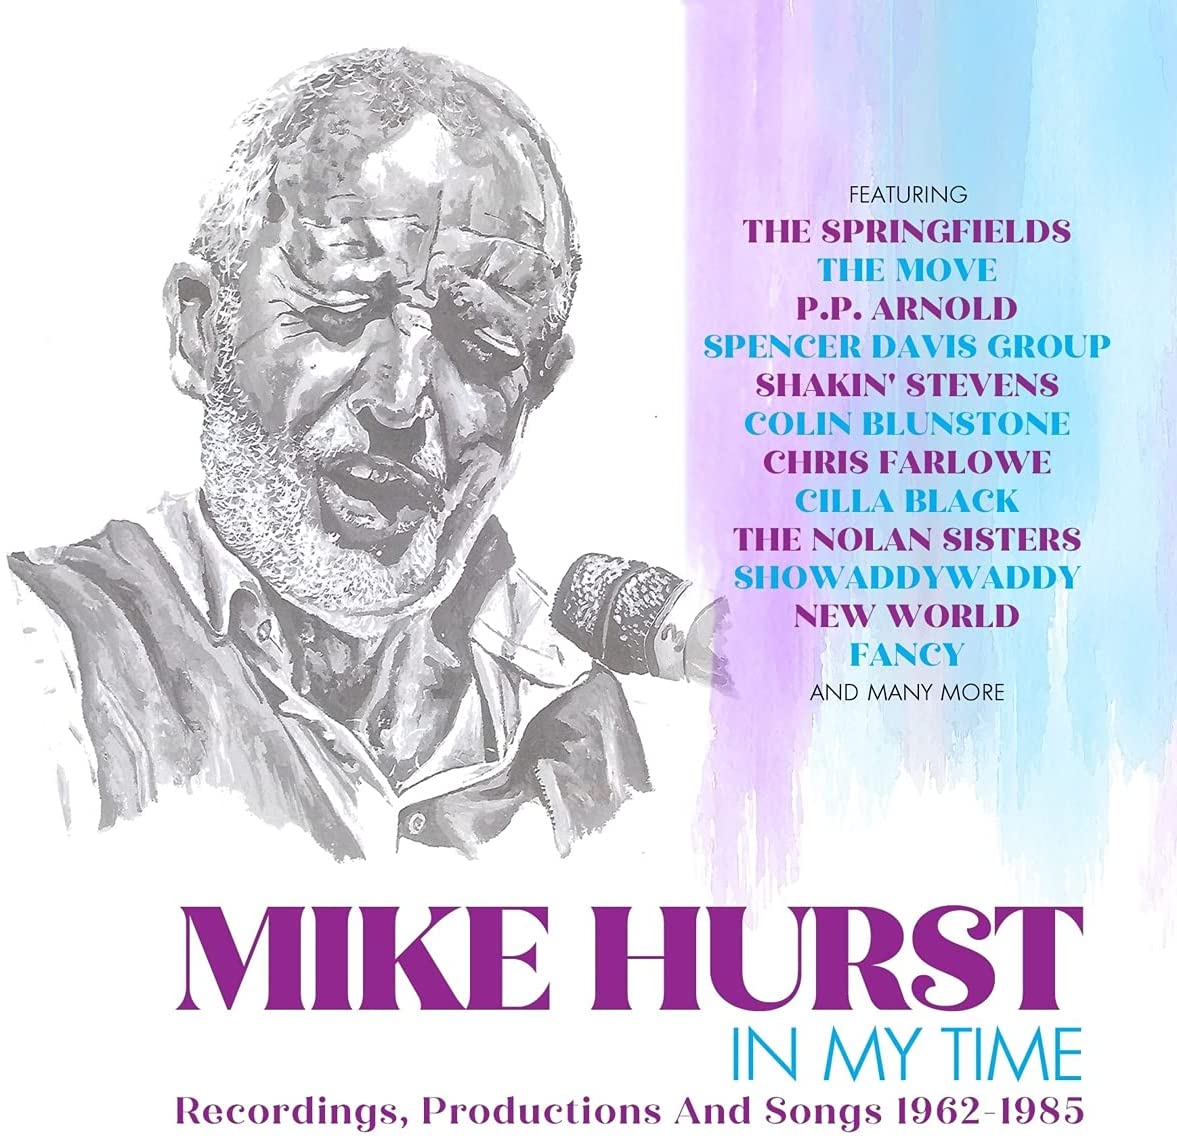 FEATURING
THE SPRINGFIELDS
THE MOVE
P.P. ARNOLD
SPENCER DAVIS GROUP
SHAKIN' STEVENS
COLIN BLUNSTONE
CHRIS FARLOWE
CILLA BLACK
THE NOLAN SISTERS
SHOWADDYWADDY
NEW WORLD
FANCY
AND MANY MORE
MIKE HURST
IN MY TIME
Recordings, Productions And Songs 1962-1985